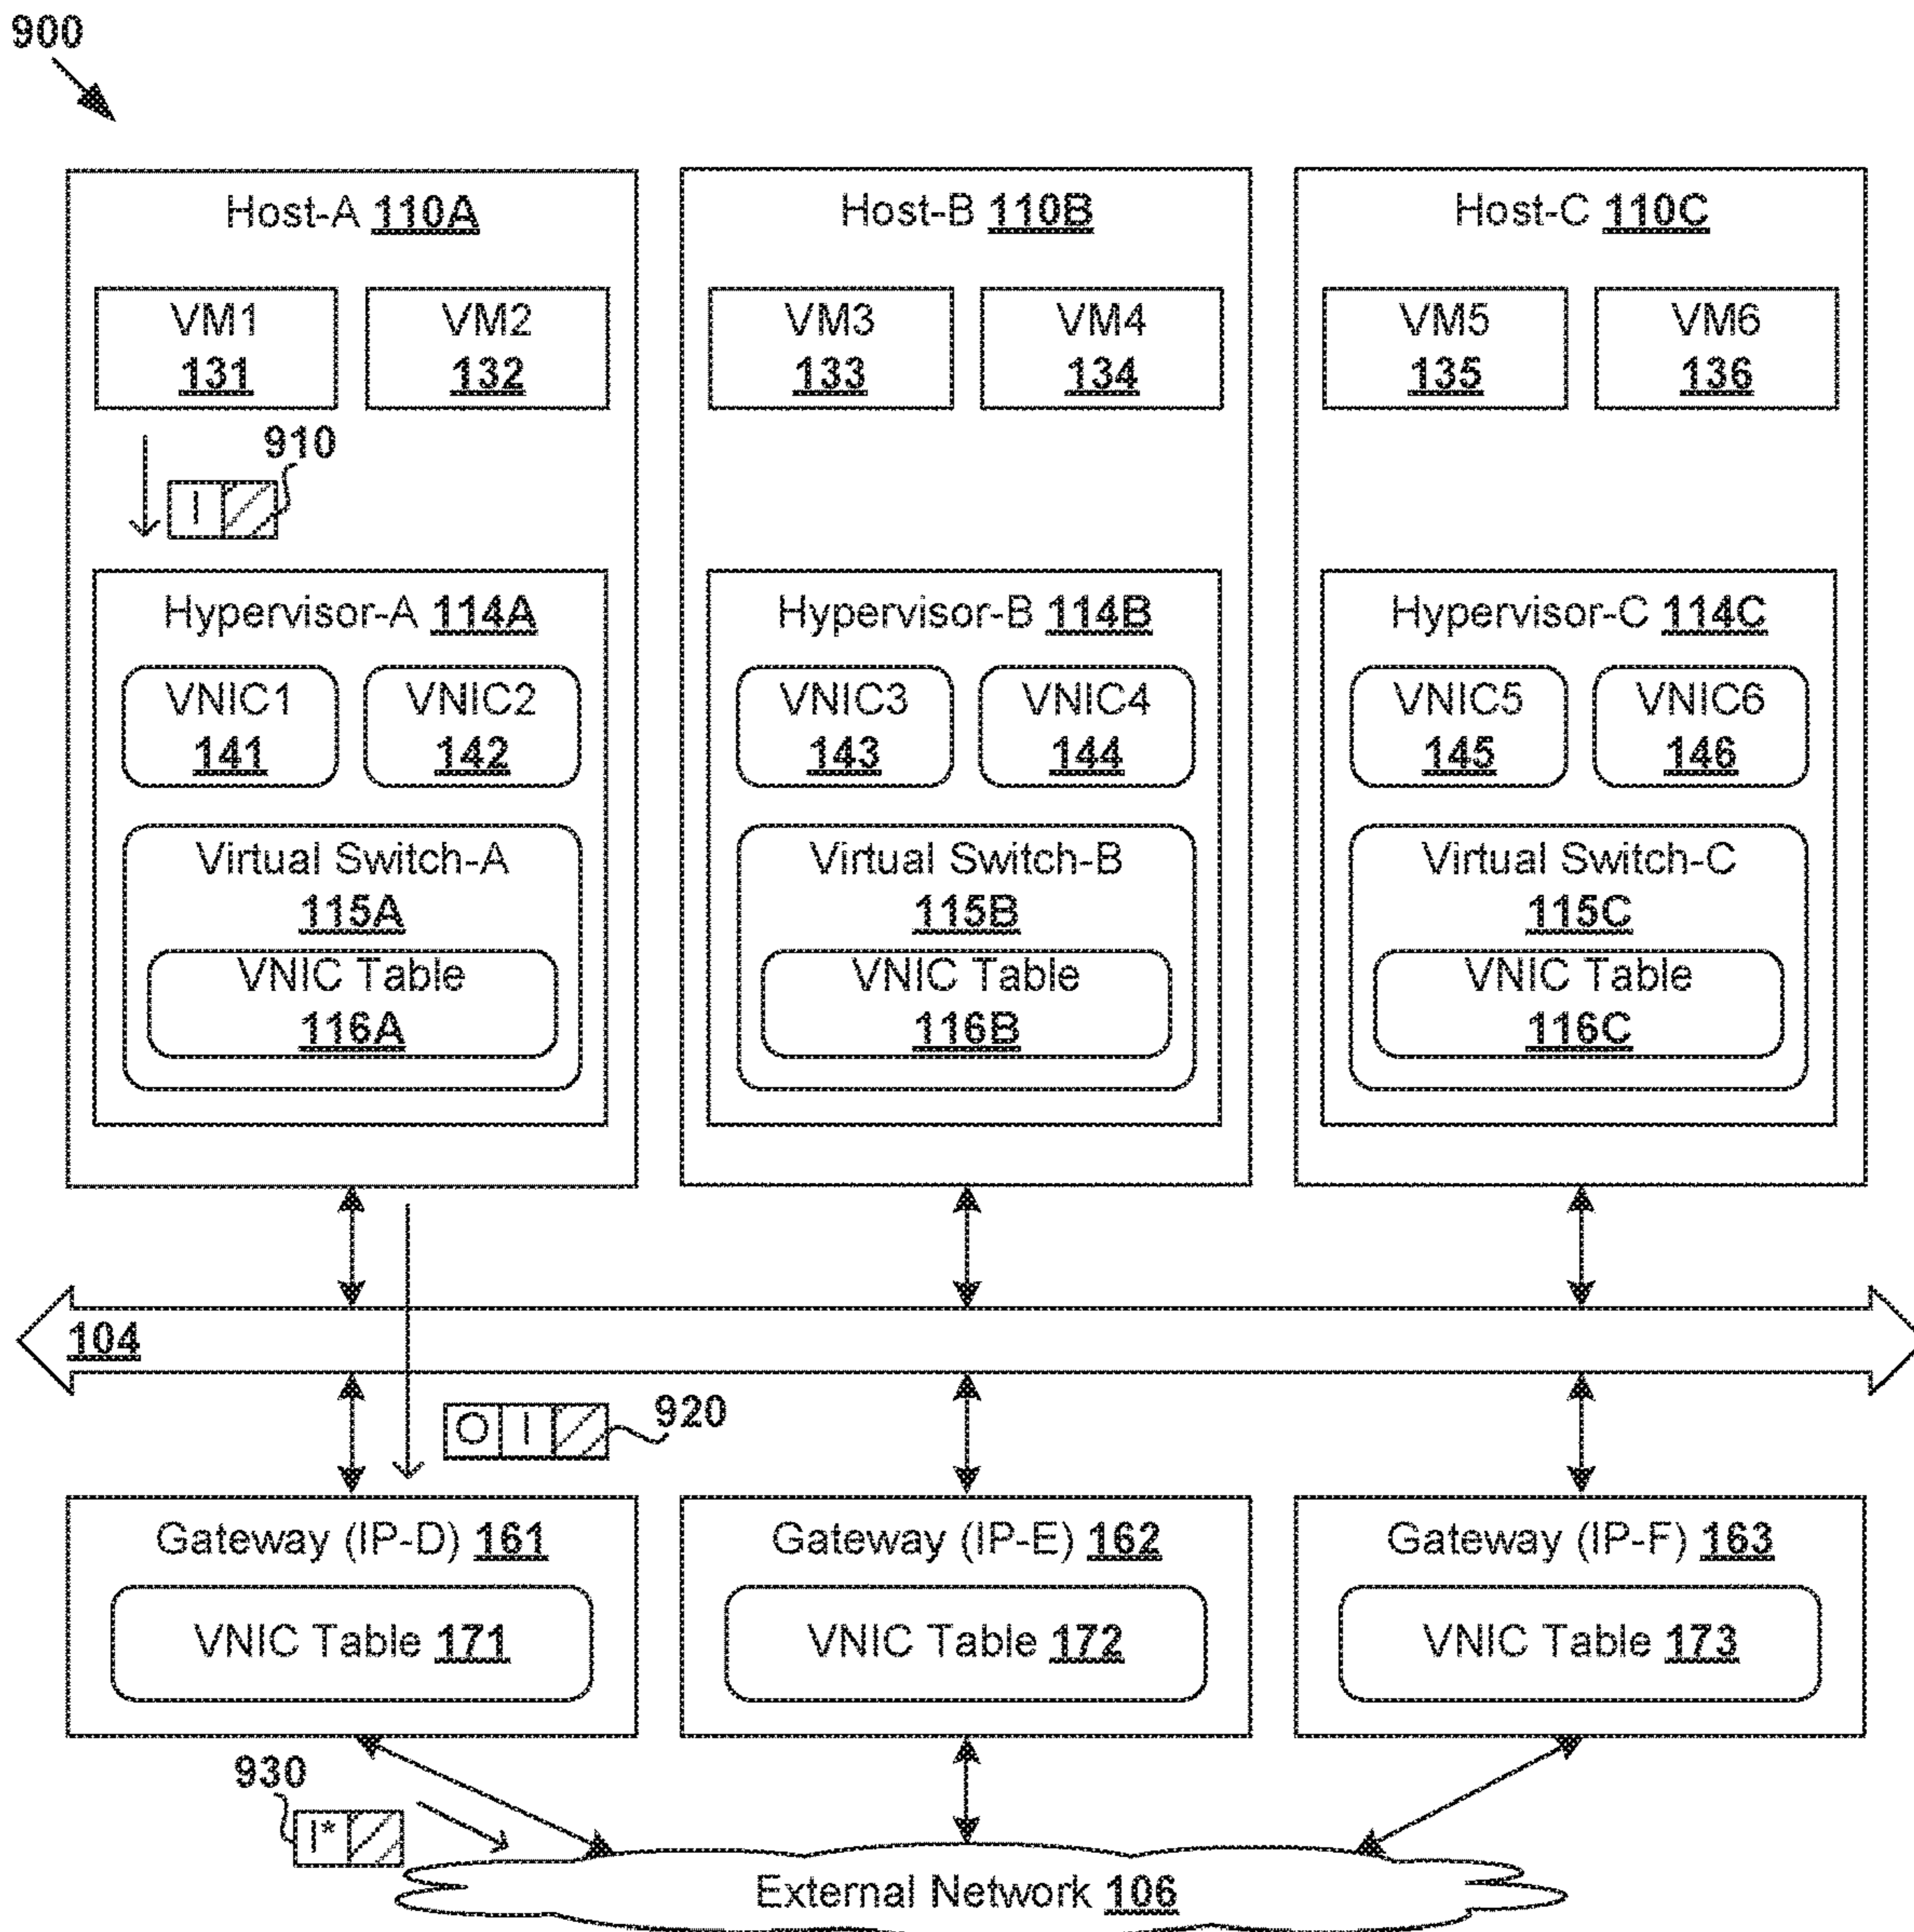 900
Host-A 110A
VM1
131
VM2
132
910
I
Hypervisor-A 114A
VNIC1
141
VNIC2
142
Virtual Switch-A
115A
VNIC Table
116A
Host-B 110B
VM3
133
VM4
134
Hypervisor-B 114B
VNIC3
143
VNIC4
144
Virtual Switch-B
115B
VNIC Table
116B
Host-C 110C
VM5
135
VM6
136
Hypervisor-C 114C
VNIC5
145
VNIC6
146
Virtual Switch-C
115C
VNIC Table
116C
104
O I
920
Gateway (IP-D) 161
VNIC Table 171
Gateway (IP-E) 162
VNIC Table 172
Gateway (IP-F) 163
VNIC Table 173
930
I*
External Network 106